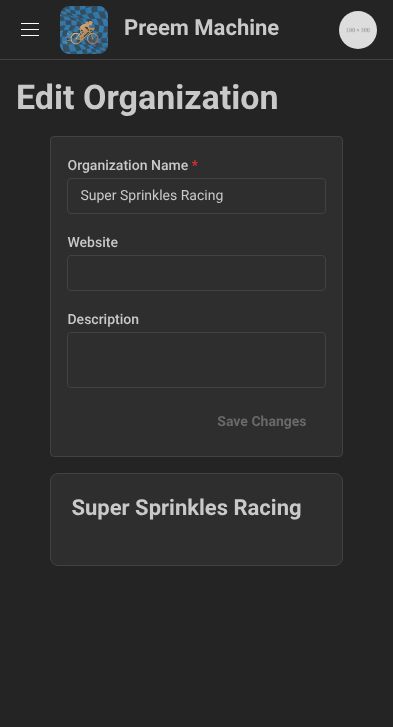 Preem Machine
100 × 100
Edit Organization
Organization Name *
Super Sprinkles Racing
Website
Description
Save Changes
Super Sprinkles Racing